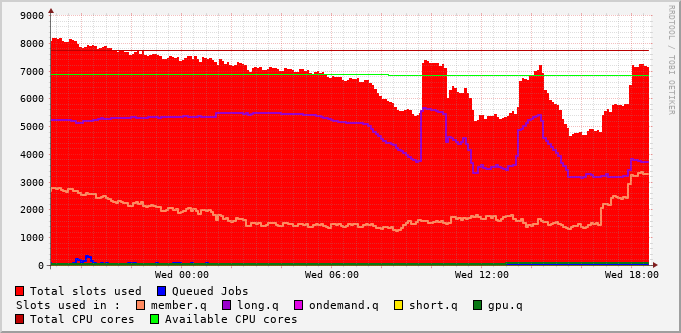 RRDTOOL / TOBI OETIKER
9000
8000
7000
6000
5000
4000
3000
2000
1000
0
Wed 00:00 Wed 06:00 Wed 12:00 Wed 18:00
Total slots used Queued Jobs
Slots used in : member.q long.q ondemand.q short.q gpu.q
Total CPU cores Available CPU cores